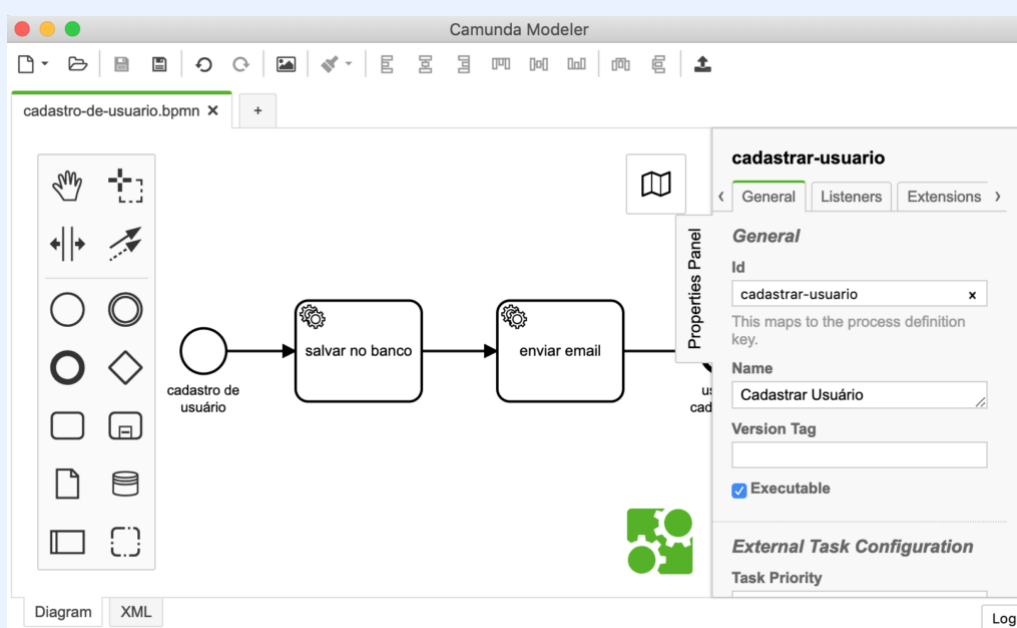 Camunda Modeler
cadastro-de-usuario.bpmn ×
+
cadastrar-usuario
General
Listeners
Extensions
Properties Panel
General
Id
cadastrar-usuario
x
This maps to the process definition
key.
Name
Cadastrar Usuário
Version Tag
Executable
External Task Configuration
Task Priority
cadastro de
usuário
salvar no banco
enviar email
Diagram
XML
Log